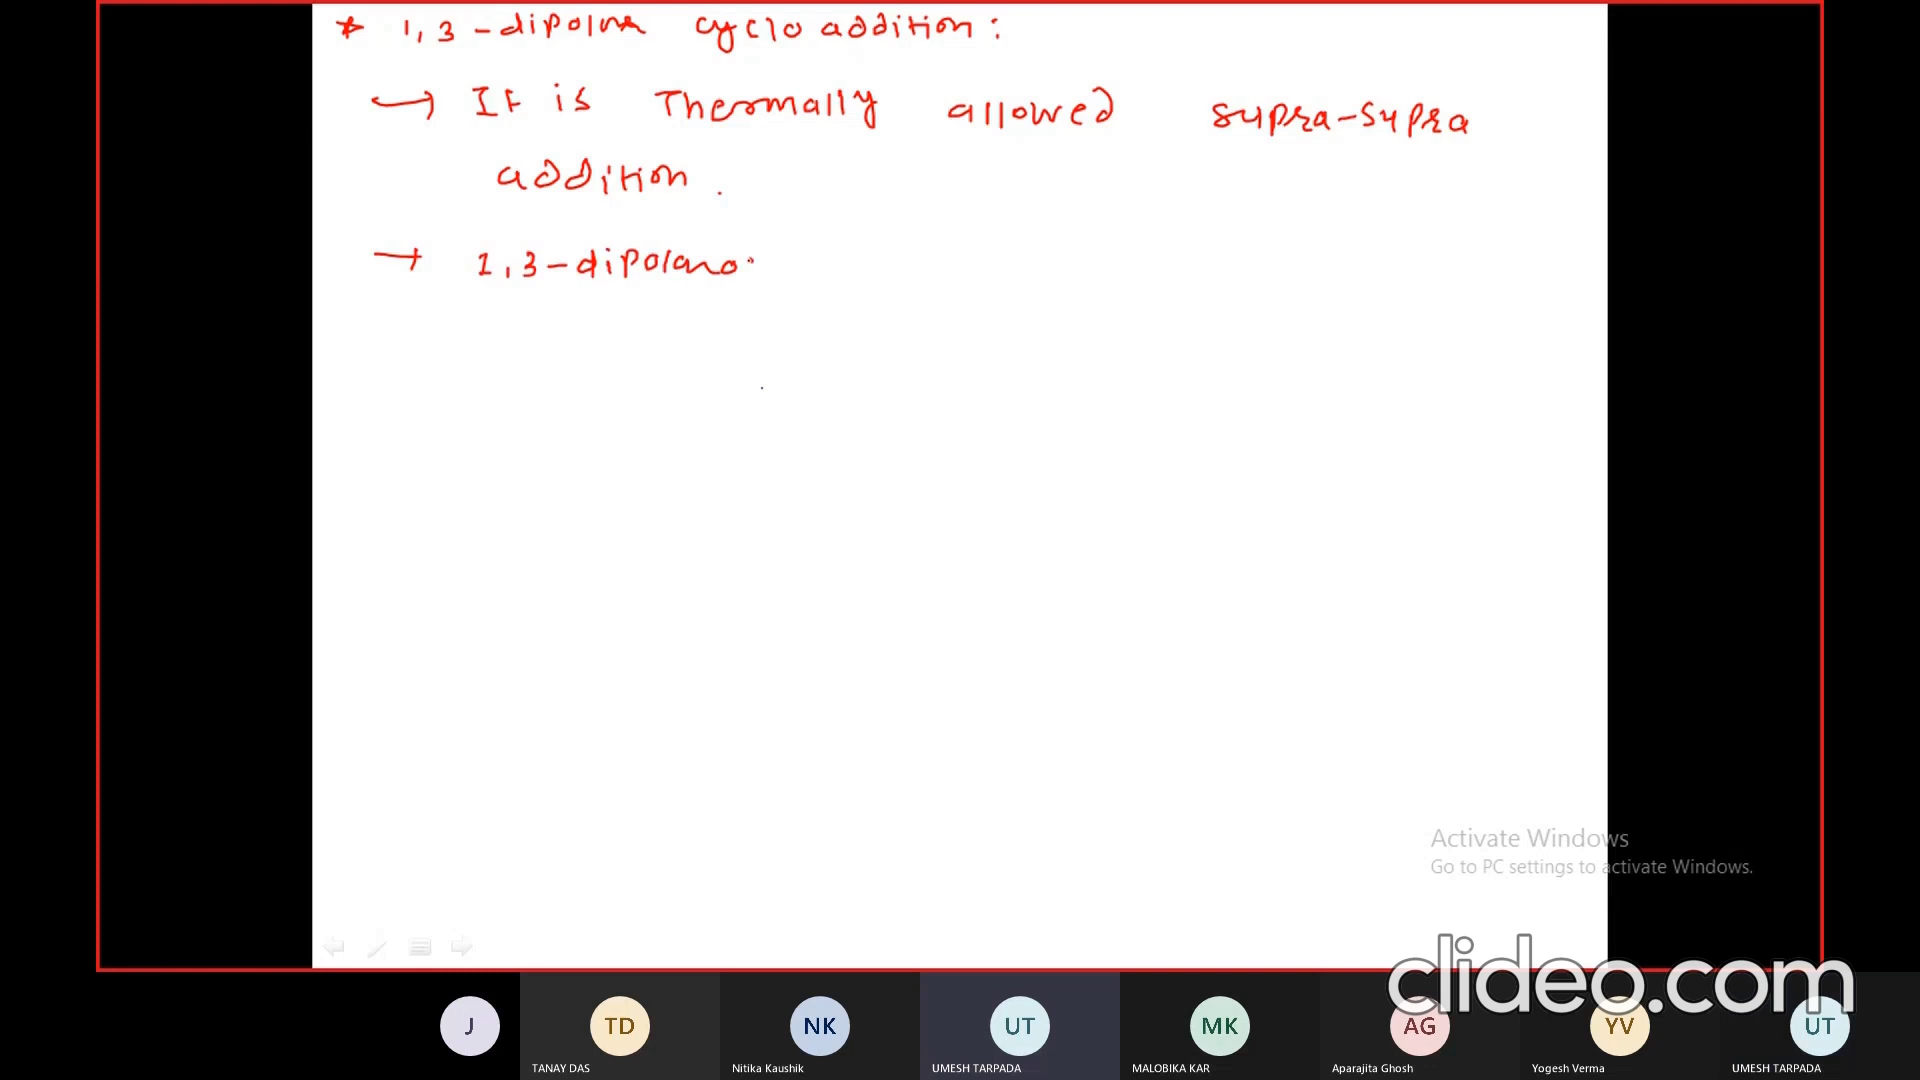 * 1,3-dipolar cyclo addition:
→ It is Thermally allowed supra-supra
addition.
→ 1,3-dipolar
Activate Windows
Go to PC settings to activate Windows.
clideo.com
J TD NK UT MK AG YV UT
TANAY DAS Nitika Kaushik UMESH TARPADA MALOBIKA KAR Aparajita Ghosh Yogesh Verma UMESH TARPADA